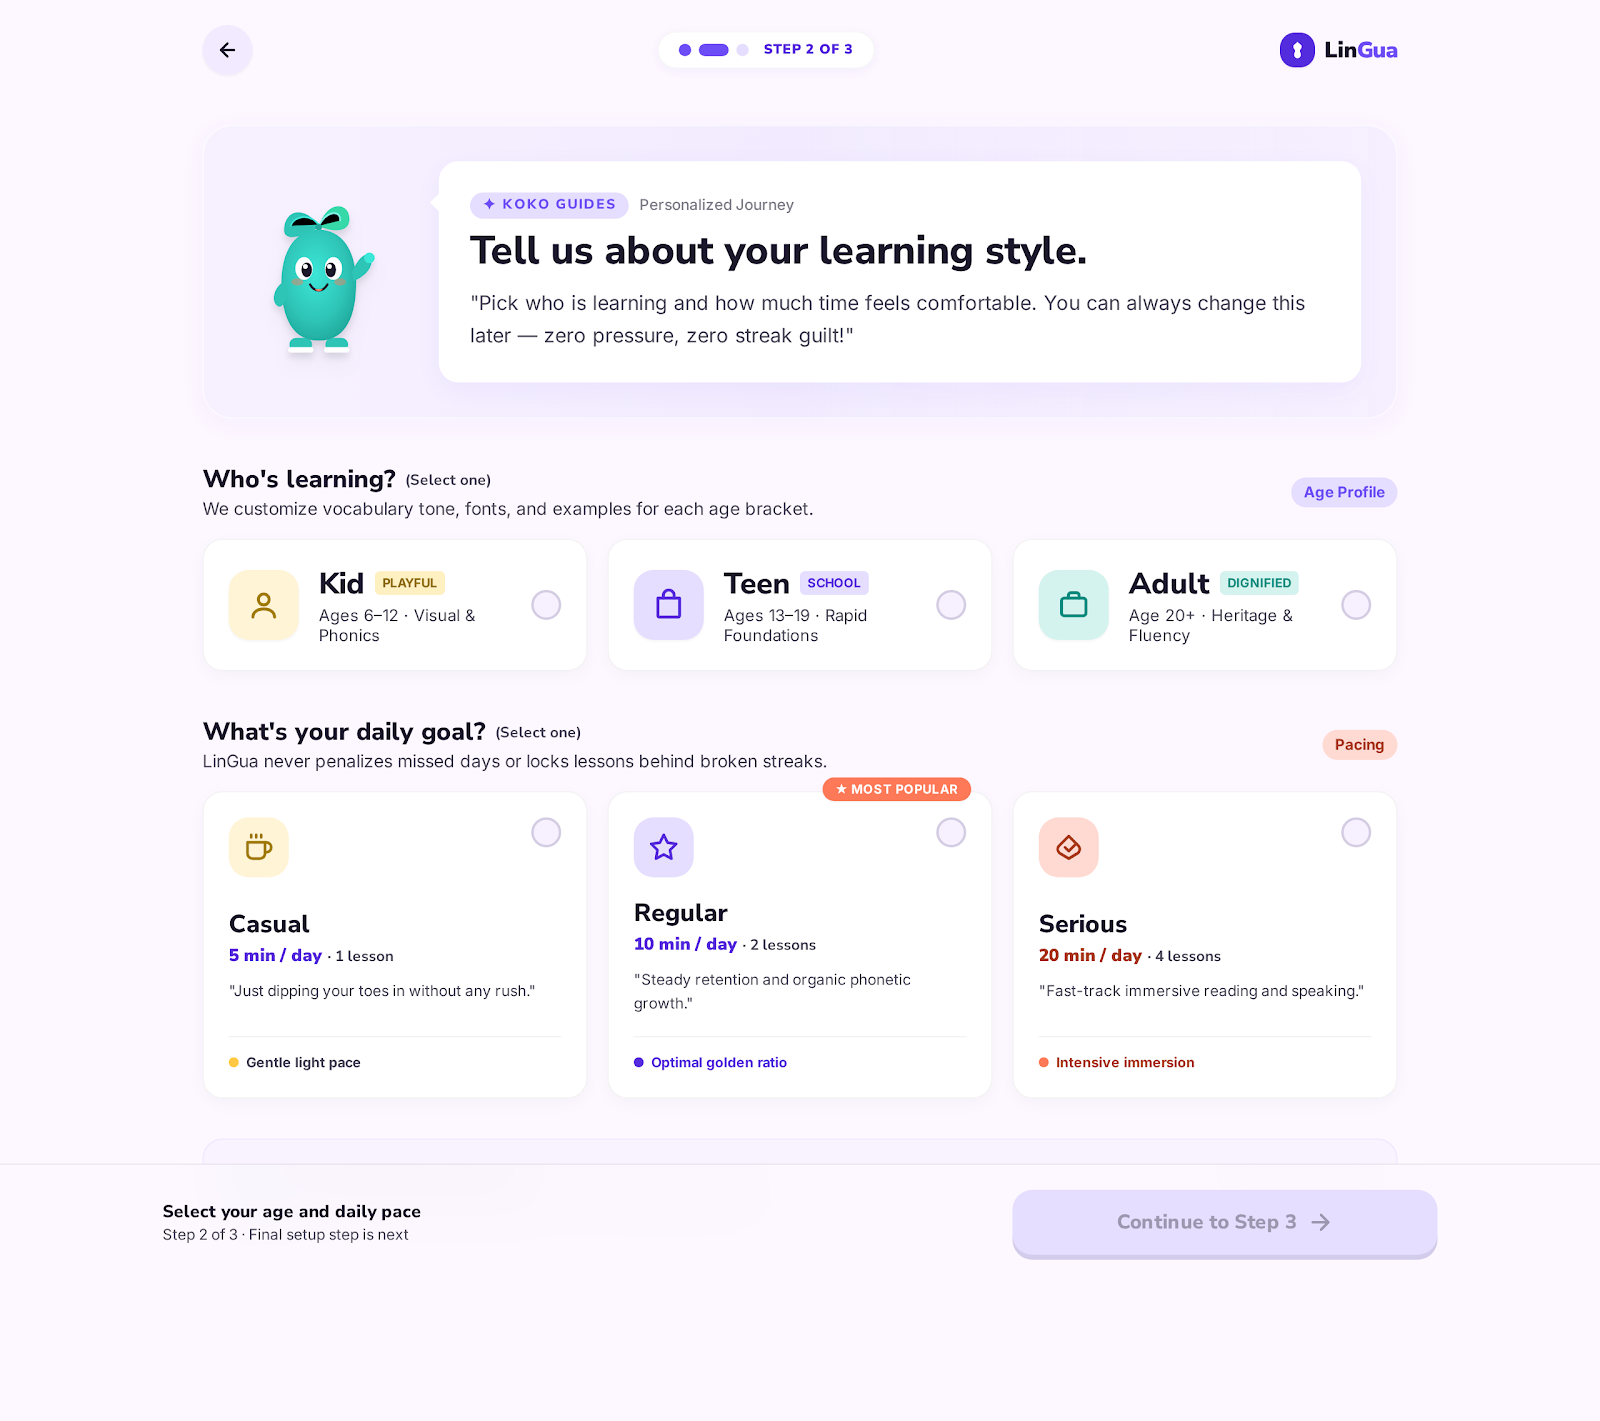 STEP 2 OF 3
LinGua
✦ KOKO GUIDES Personalized Journey
Tell us about your learning style.
"Pick who is learning and how much time feels comfortable. You can always change this
later — zero pressure, zero streak guilt!"
Who's learning? (Select one)
We customize vocabulary tone, fonts, and examples for each age bracket.
Age Profile
Kid PLAYFUL
Ages 6–12 · Visual &
Phonics
Teen SCHOOL
Ages 13–19 · Rapid
Foundations
Adult DIGNIFIED
Age 20+ · Heritage &
Fluency
What's your daily goal? (Select one)
LinGua never penalizes missed days or locks lessons behind broken streaks.
Pacing
Casual
5 min / day · 1 lesson
"Just dipping your toes in without any rush."
Gentle light pace
★ MOST POPULAR
Regular
10 min / day · 2 lessons
"Steady retention and organic phonetic
growth."
Optimal golden ratio
Serious
20 min / day · 4 lessons
"Fast-track immersive reading and speaking."
Intensive immersion
Select your age and daily pace
Step 2 of 3 · Final setup step is next
Continue to Step 3 →